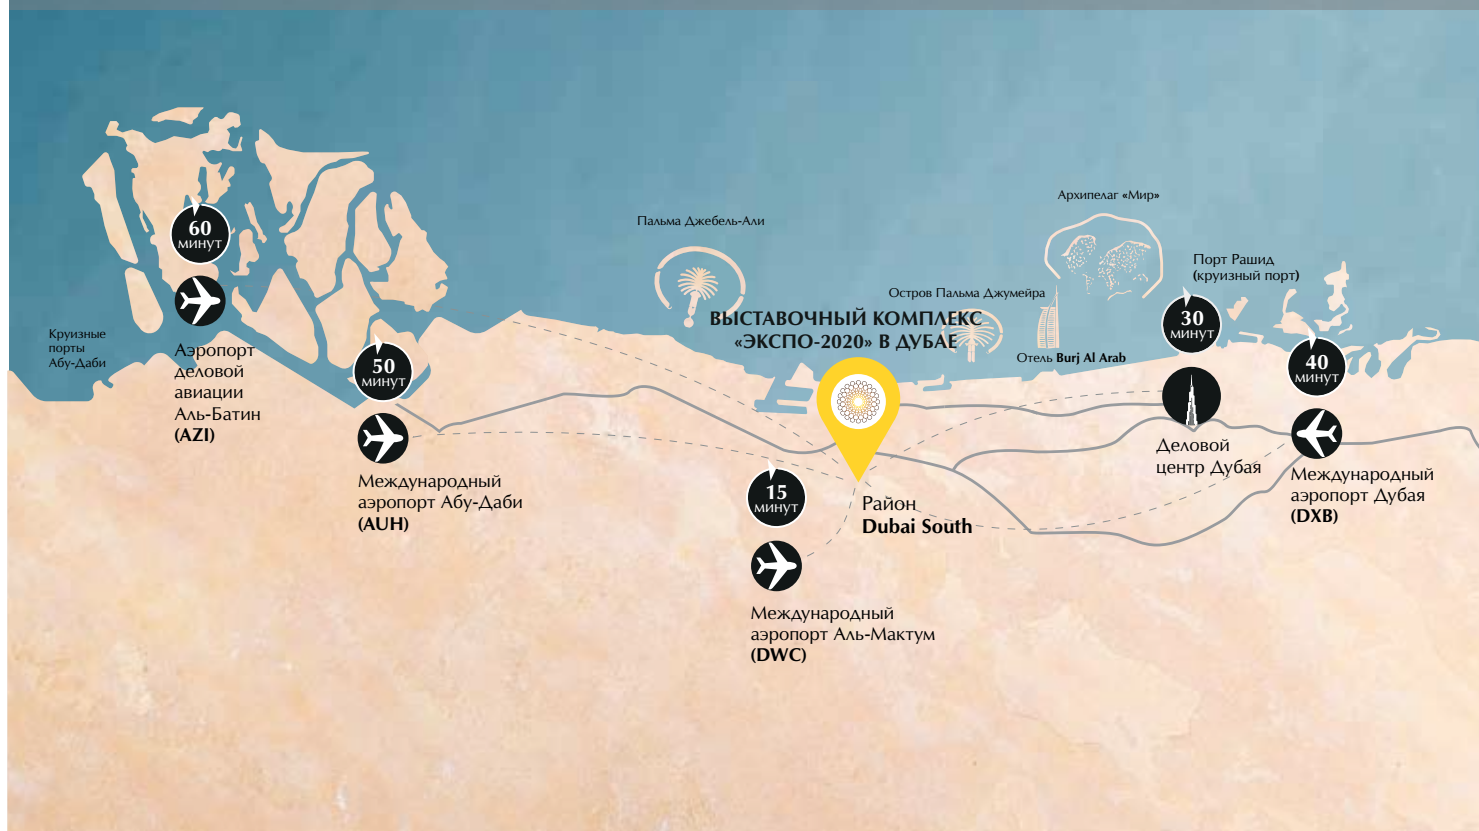 Архипелаг «Мир»
Пальма Джебель-Али
60
МИНУТ
Порт Рашид
(круизный порт)
Остров Пальма Джумейра
ВЫСТАВОЧНЫЙ КОМПЛЕКС
«ЭКСПО-2020» В ДУБАЕ
30
МИНУТ
Круизные
порты
Абу-Даби
Аэропорт
деловой
авиации
Аль-Батин
(AZI)
Отель Burj Al Arab
50
МИНУТ
40
МИНУТ
Деловой
центр Дубая
Международный
аэропорт Абу-Даби
(AUH)
Международный
аэропорт Дубая
(DXB)
15
МИНУТ
Район
Dubai South
Международный
аэропорт Аль-Мактум
(DWC)